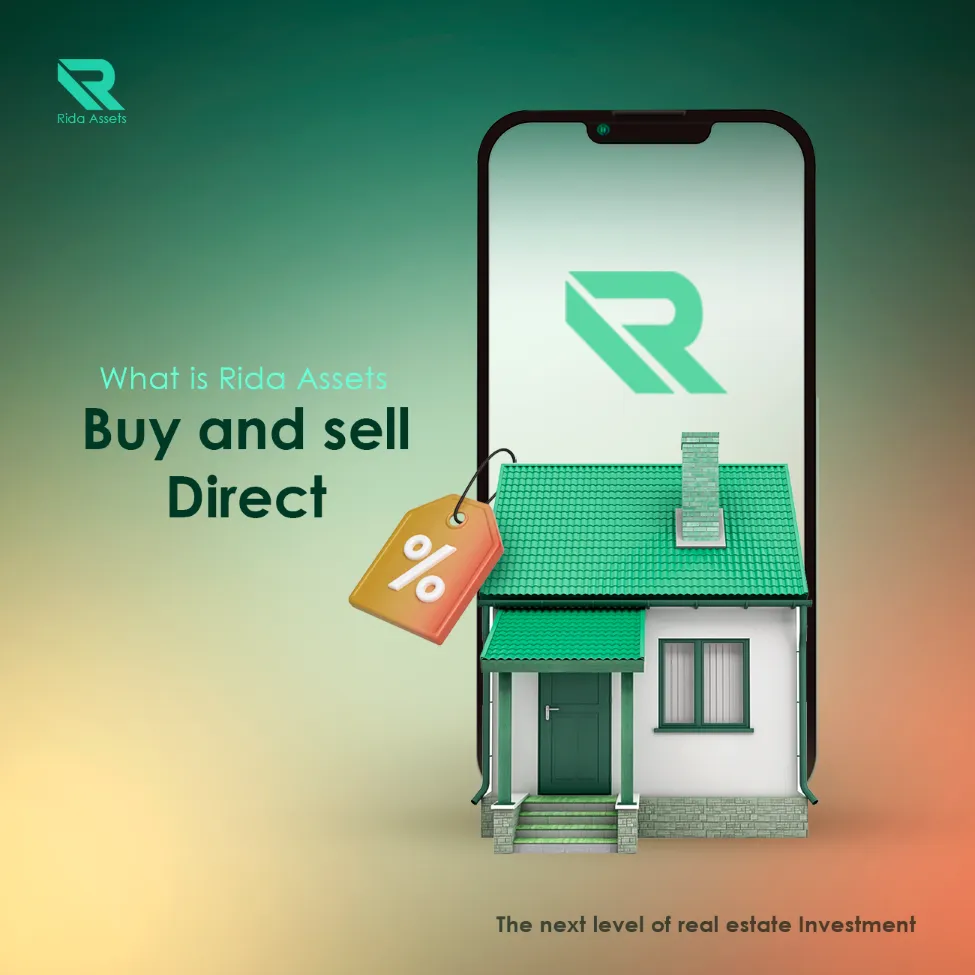 Rida Assets
What is Rida Assets
Buy and sell
Direct
%
The next level of real estate Investment